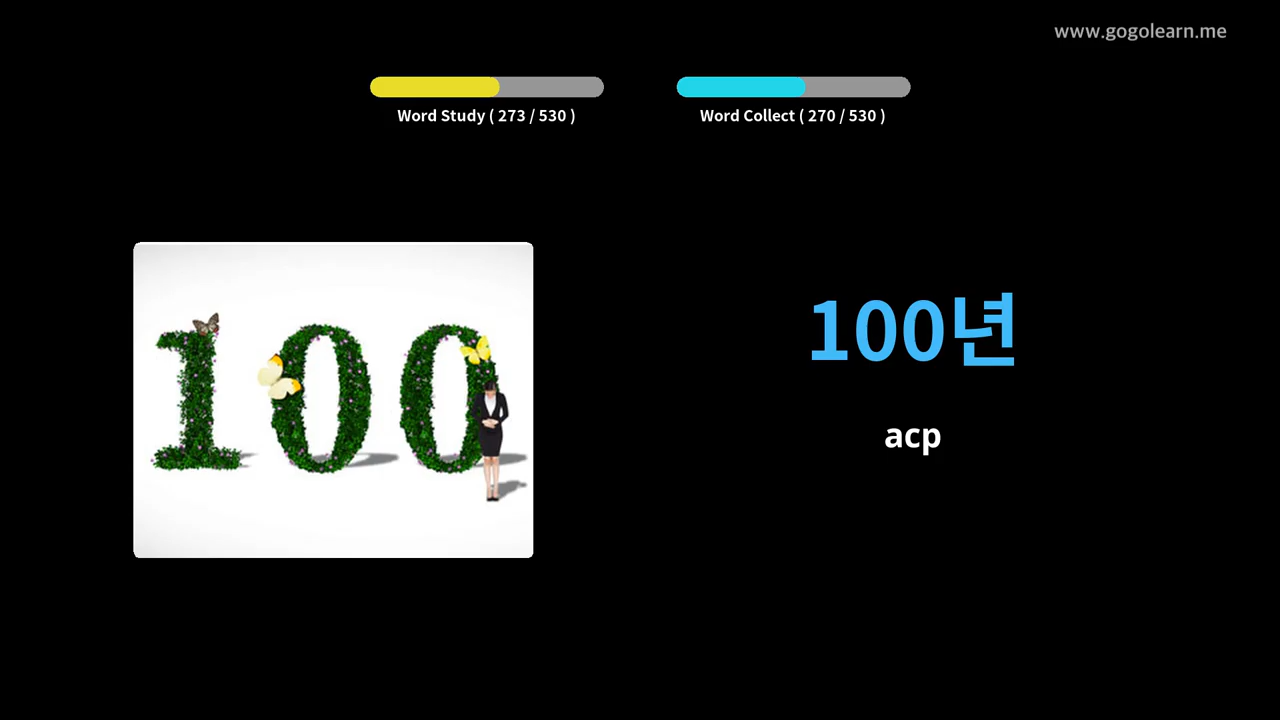 www.gogolearn.me
Word Study ( 273 / 530 )
Word Collect ( 270 / 530 )
100
100년
acp